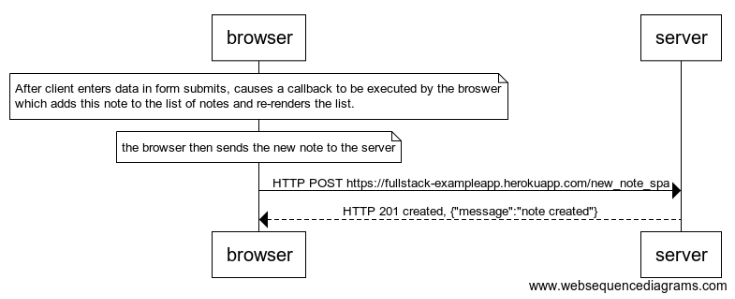 browser
server
After client enters data in form submits, causes a callback to be executed by the broswer
which adds this note to the list of notes and re-renders the list.
the browser then sends the new note to the server
HTTP POST https://fullstack-exampleapp.herokuapp.com/new_note_spa
HTTP 201 created, {"message":"note created"}
browser
server
www.websequencediagrams.com